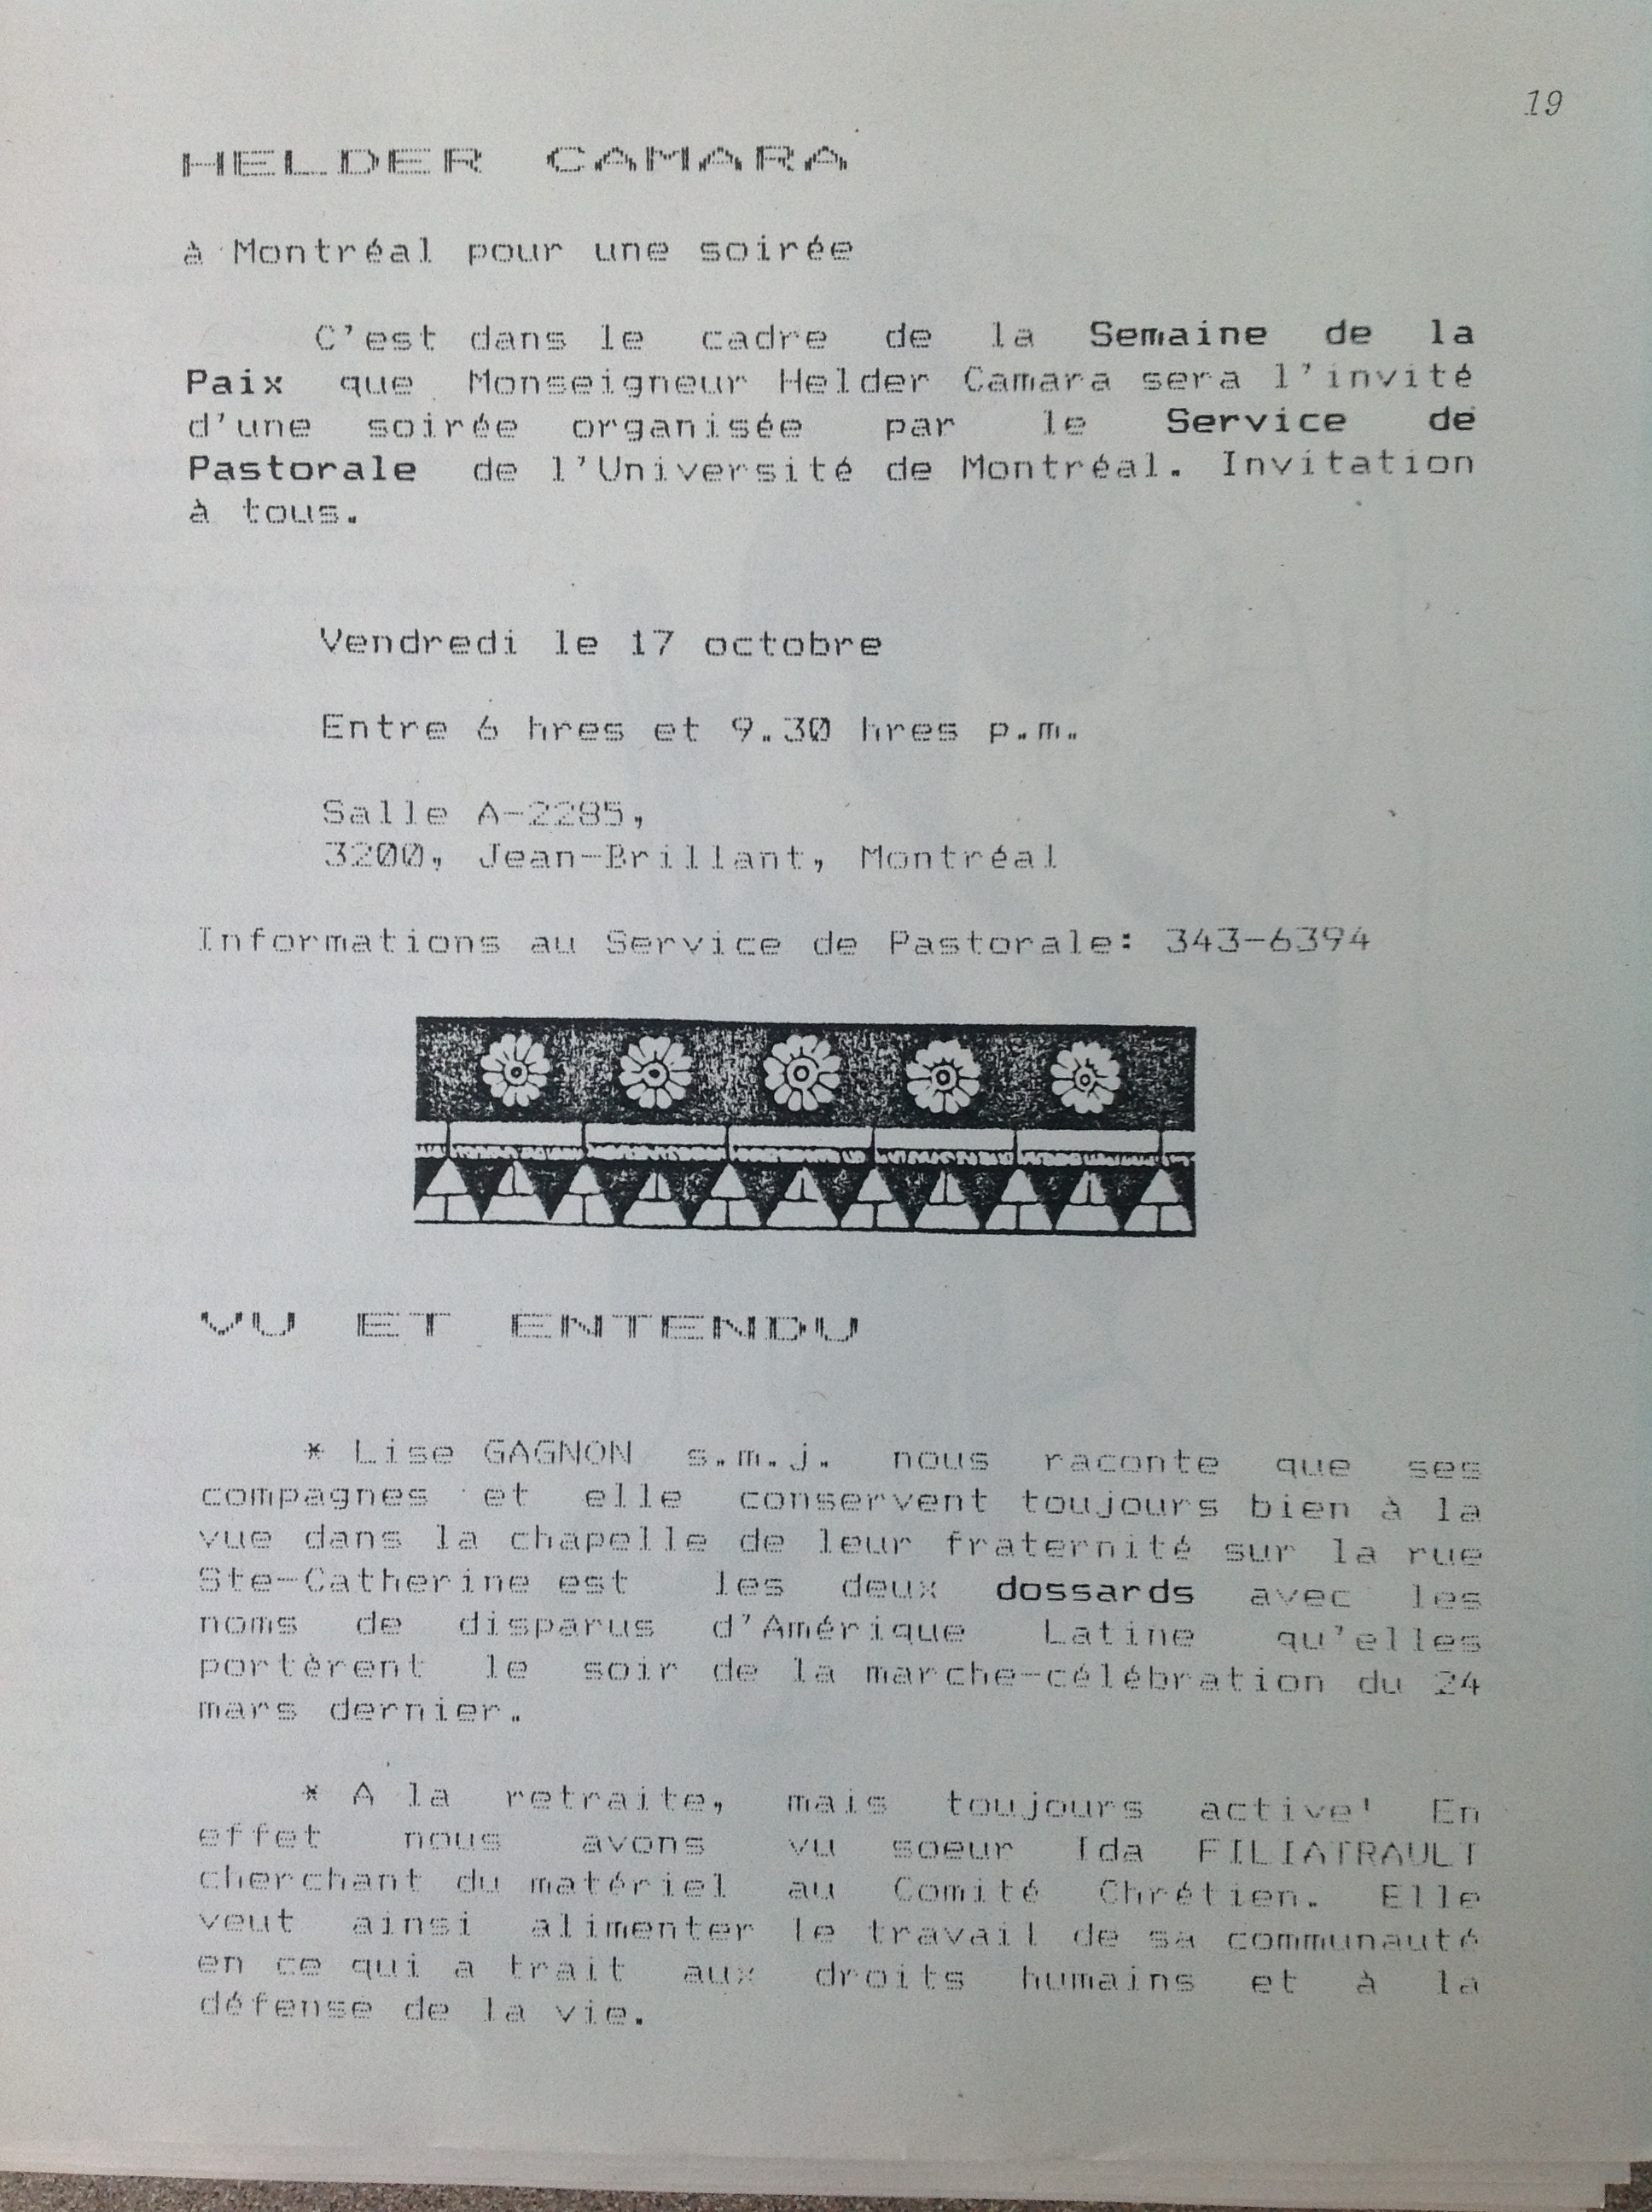 19
HELDER CAMARA
à Montréal pour une soirée
C'est dans le cadre de la Semaine de la
Paix que Monseigneur Helder Camara sera l'invité
d'une soirée organisée par le Service de
Pastorale de l'Université de Montréal. Invitation
à tous.
Vendredi le 17 octobre
Entre 6 hres et 9.30 hres p.m.
Salle A-2285,
3200, Jean-Brillant, Montréal
Informations au Service de Pastorale: 343-6394
VU ET ENTENDU
* Lise GAGNON s.m.j. nous raconte que ses
compagnes et elle conservent toujours bien à la
vue dans la chapelle de leur fraternité sur la rue
Ste-Catherine est les deux dossards avec les
noms de disparus d'Amérique Latine qu'elles
portèrent le soir de la marche-célébration du 24
mars dernier.
* A la retraite, mais toujours active! En
effet nous avons vu soeur Ida FILIATRAULT
cherchant du matériel au Comité Chrétien. Elle
veut ainsi alimenter le travail de sa communauté
en ce qui a trait aux droits humains et à la
défense de la vie.